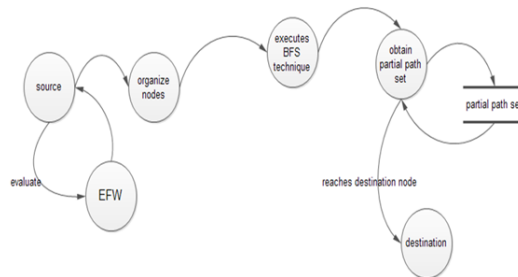 executes
BFS
technique
obtain
partial path
set
source
organize
nodes
partial path se
evaluate
EFW
reaches destination node
destination